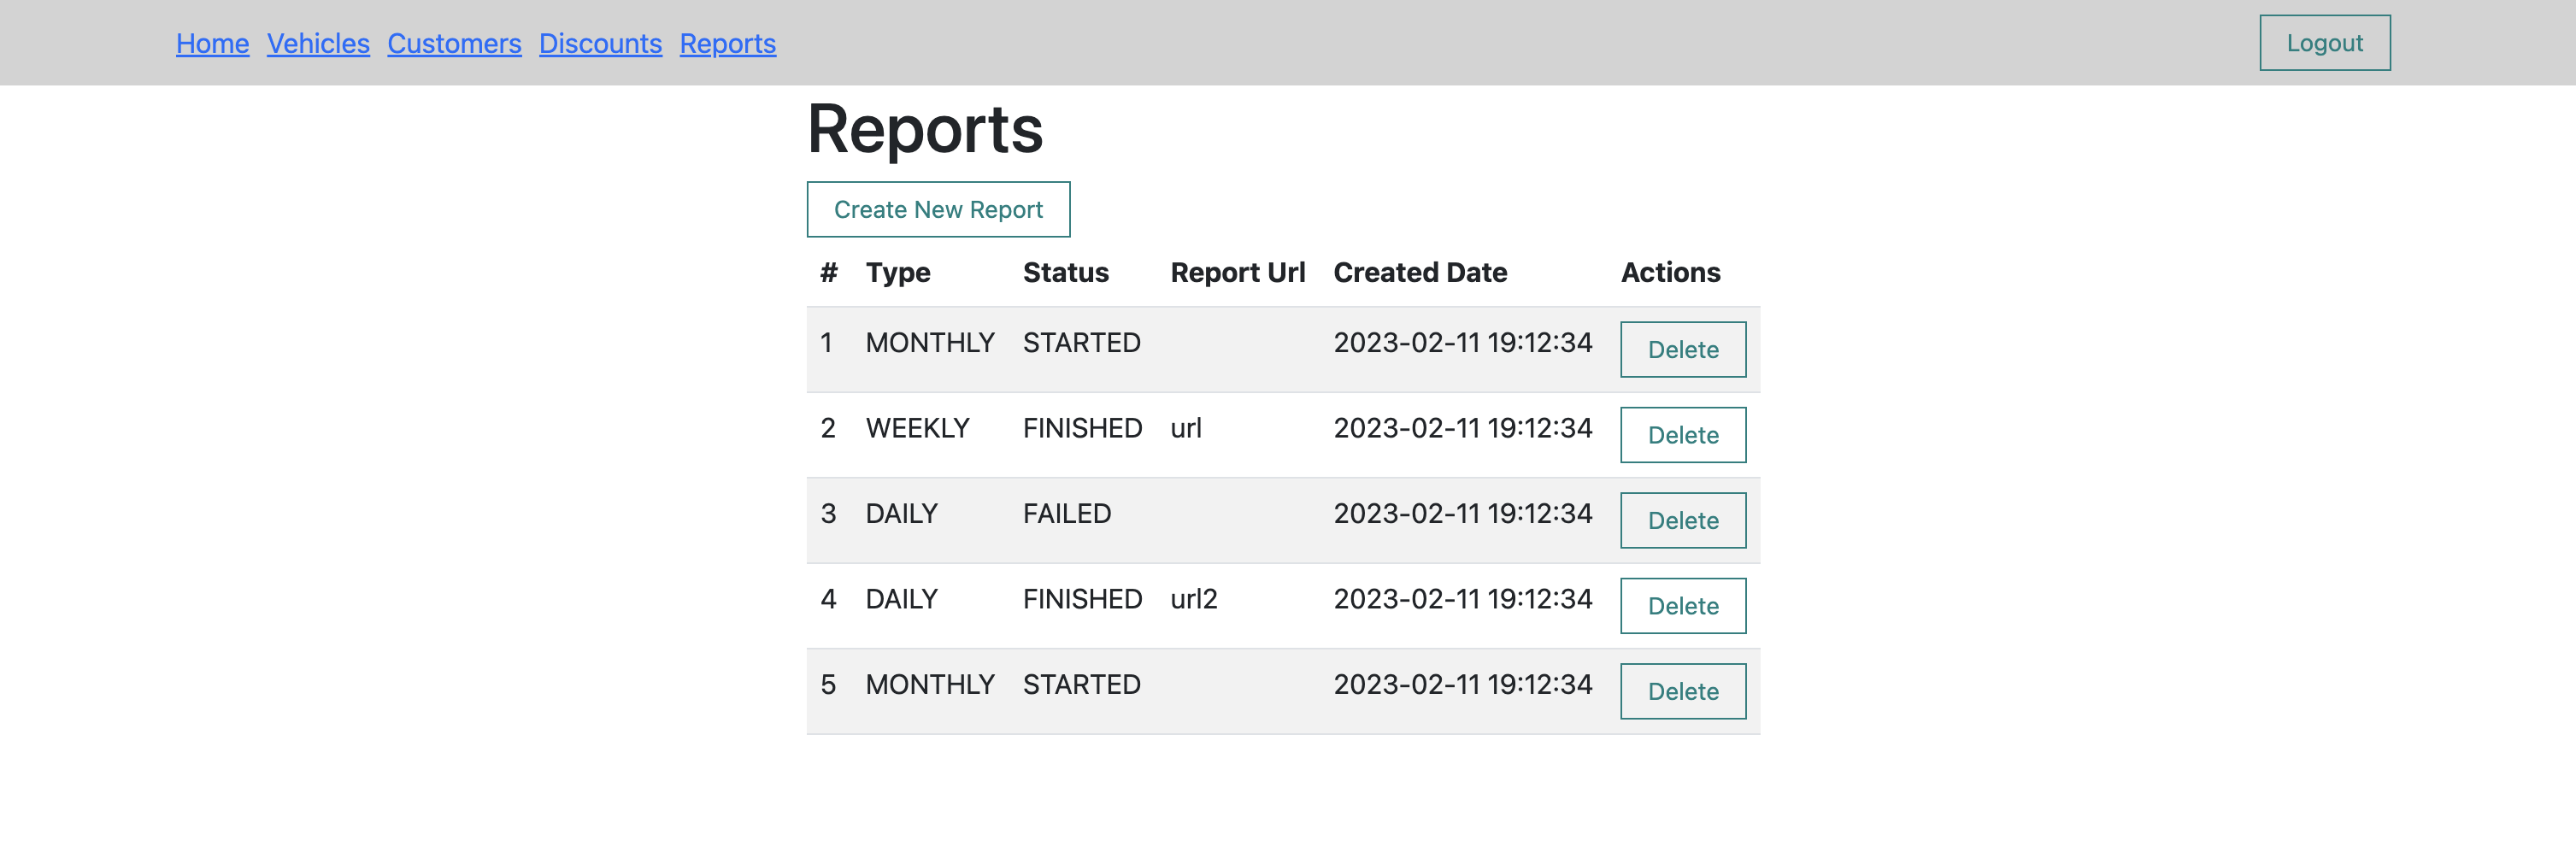 Home Vehicles Customers Discounts Reports Logout
Reports
Create New Report
# Type Status Report Url Created Date Actions
1 MONTHLY STARTED 2023-02-11 19:12:34 Delete
2 WEEKLY FINISHED url 2023-02-11 19:12:34 Delete
3 DAILY FAILED 2023-02-11 19:12:34 Delete
4 DAILY FINISHED url2 2023-02-11 19:12:34 Delete
5 MONTHLY STARTED 2023-02-11 19:12:34 Delete